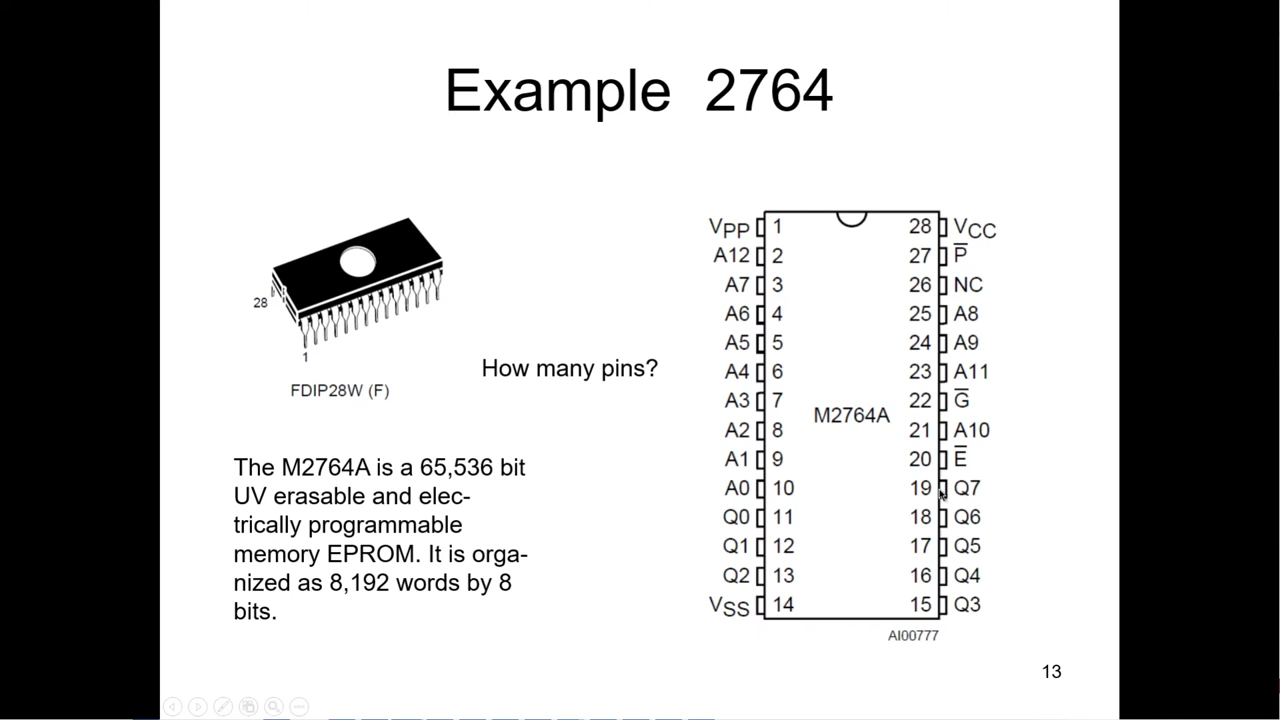 Example 2764
28
1
FDIP28W (F)
How many pins?
The M2764A is a 65,536 bit
UV erasable and elec-
trically programmable
memory EPROM. It is orga-
nized as 8,192 words by 8
bits.
VPP 1 28 VCC
A12 2 27 P̅
A7 3 26 NC
A6 4 25 A8
A5 5 24 A9
A4 6 23 A11
A3 7 22 G̅
A2 8 21 A10
A1 9 20 E̅
A0 10 19 Q7
Q0 11 18 Q6
Q1 12 17 Q5
Q2 13 16 Q4
VSS 14 15 Q3
M2764A
AI00777
13